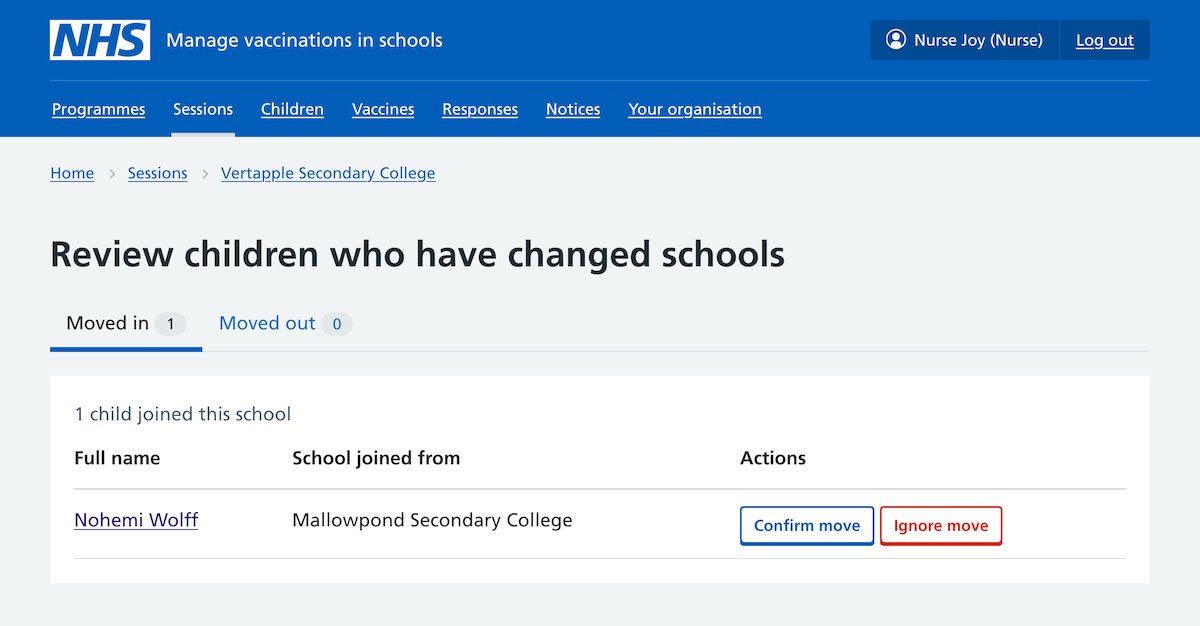 NHS Manage vaccinations in schools Nurse Joy (Nurse) Log out
Programmes Sessions Children Vaccines Responses Notices Your organisation
Home > Sessions > Vertapple Secondary College
Review children who have changed schools
Moved in 1 Moved out 0
1 child joined this school
Full name School joined from Actions
Nohemi Wolff Mallowpond Secondary College Confirm move Ignore move